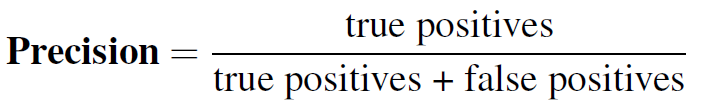 true positives
Precision =
true positives + false positives